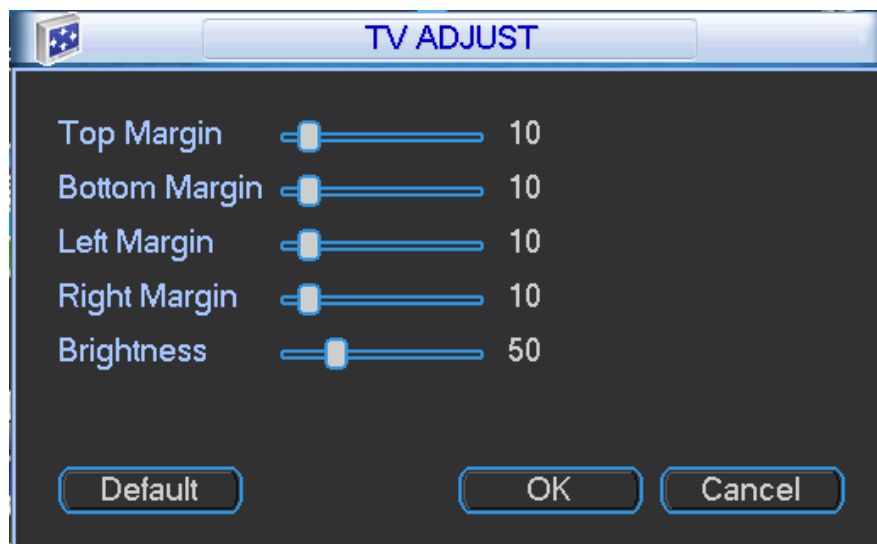 TV ADJUST
Top Margin 10
Bottom Margin 10
Left Margin 10
Right Margin 10
Brightness 50
Default OK Cancel